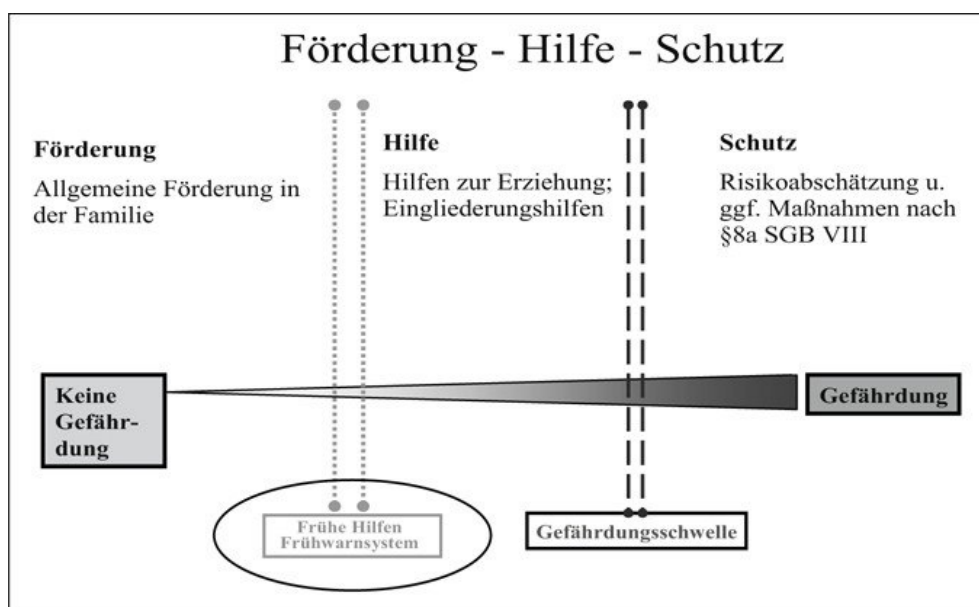 Förderung - Hilfe - Schutz
Förderung
Allgemeine Förderung in
der Familie
Hilfe
Hilfen zur Erziehung;
Eingliederungshilfen
Schutz
Risikoabschätzung u.
ggf. Maßnahmen nach
§8a SGB VIII
Keine
Gefähr-
dung
Gefährdung
Frühe Hilfen
Frühwarnsystem
Gefährdungsschwelle